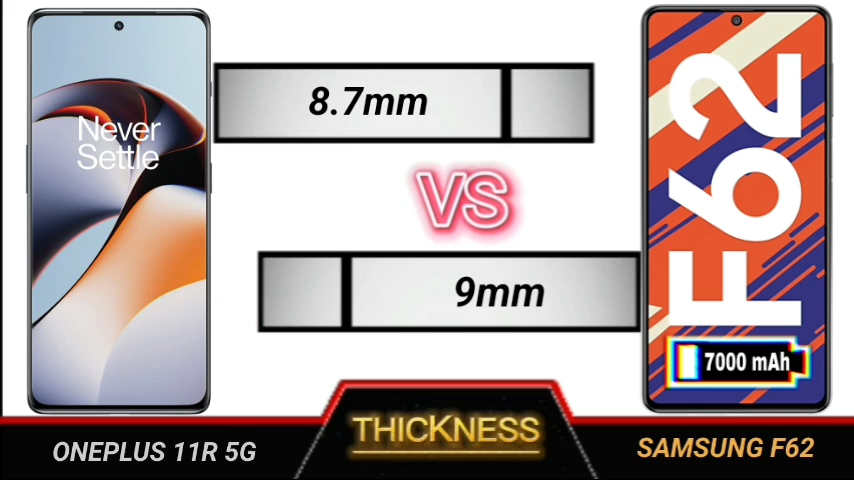 Never
Settle
8.7mm
VS
9mm
F62
7000 mAh
THICKNESS
ONEPLUS 11R 5G
SAMSUNG F62